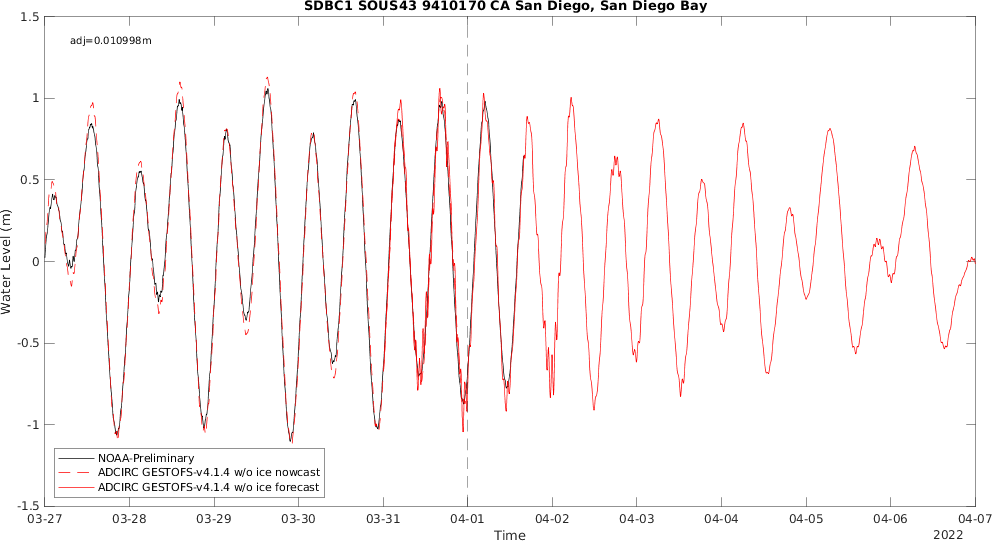 SDBC1 SOUS43 9410170 CA San Diego, San Diego Bay
adj=0.010998m
1.5
1
0.5
0
-0.5
-1
-1.5
Water Level (m)
NOAA-Preliminary
ADCIRC GESTOFS-v4.1.4 w/o ice nowcast
ADCIRC GESTOFS-v4.1.4 w/o ice forecast
03-27 03-28 03-29 03-30 03-31 04-01 04-02 04-03 04-04 04-05 04-06 04-07
Time
2022